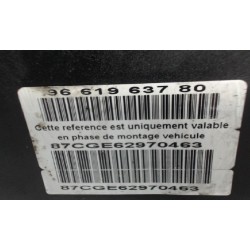 96 619 637 80
Cette reference est uniquement valable
en phase de montage vehicule
87CGE62970463
87CGE62970463